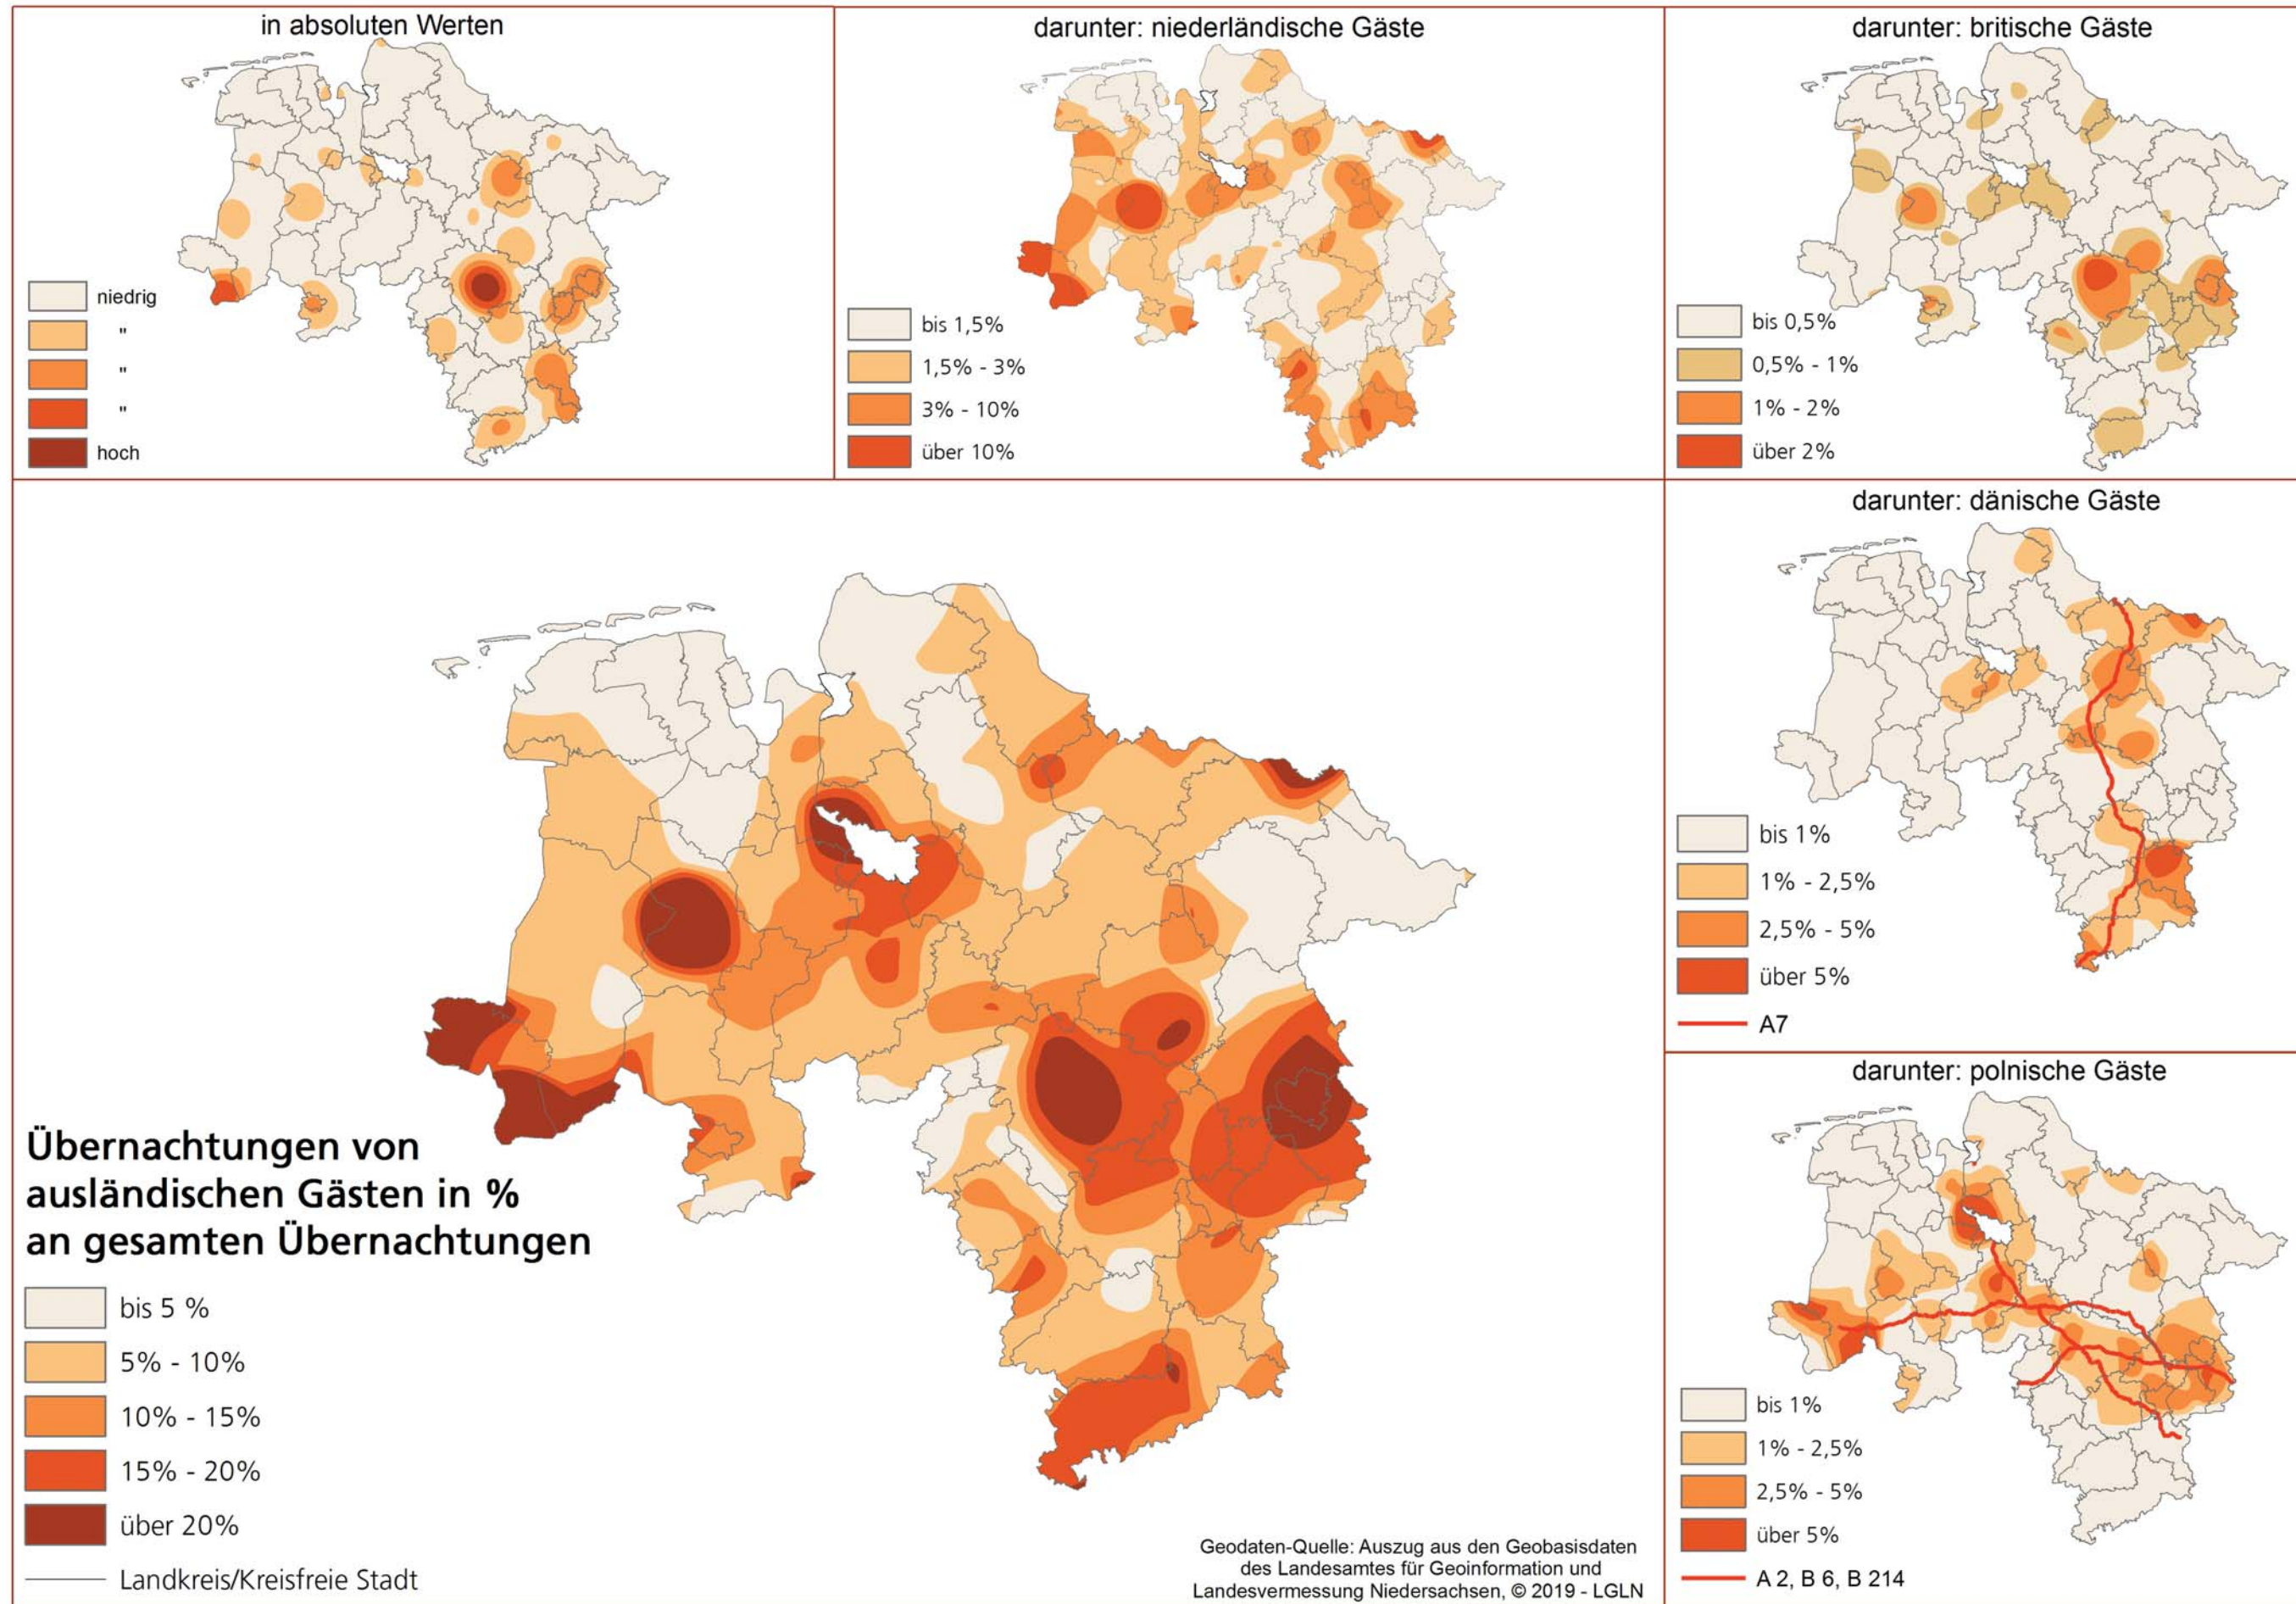 in absoluten Werten
niedrig
"
"
"
hoch
darunter: niederländische Gäste
bis 1,5%
1,5% - 3%
3% - 10%
über 10%
darunter: britische Gäste
bis 0,5%
0,5% - 1%
1% - 2%
über 2%
Übernachtungen von
ausländischen Gästen in %
an gesamten Übernachtungen
bis 5 %
5% - 10%
10% - 15%
15% - 20%
über 20%
Landkreis/Kreisfreie Stadt
Geodaten-Quelle: Auszug aus den Geobasisdaten
des Landesamtes für Geoinformation und
Landesvermessung Niedersachsen, © 2019 - LGLN
darunter: dänische Gäste
bis 1%
1% - 2,5%
2,5% - 5%
über 5%
A7
darunter: polnische Gäste
bis 1%
1% - 2,5%
2,5% - 5%
über 5%
A 2, B 6, B 214